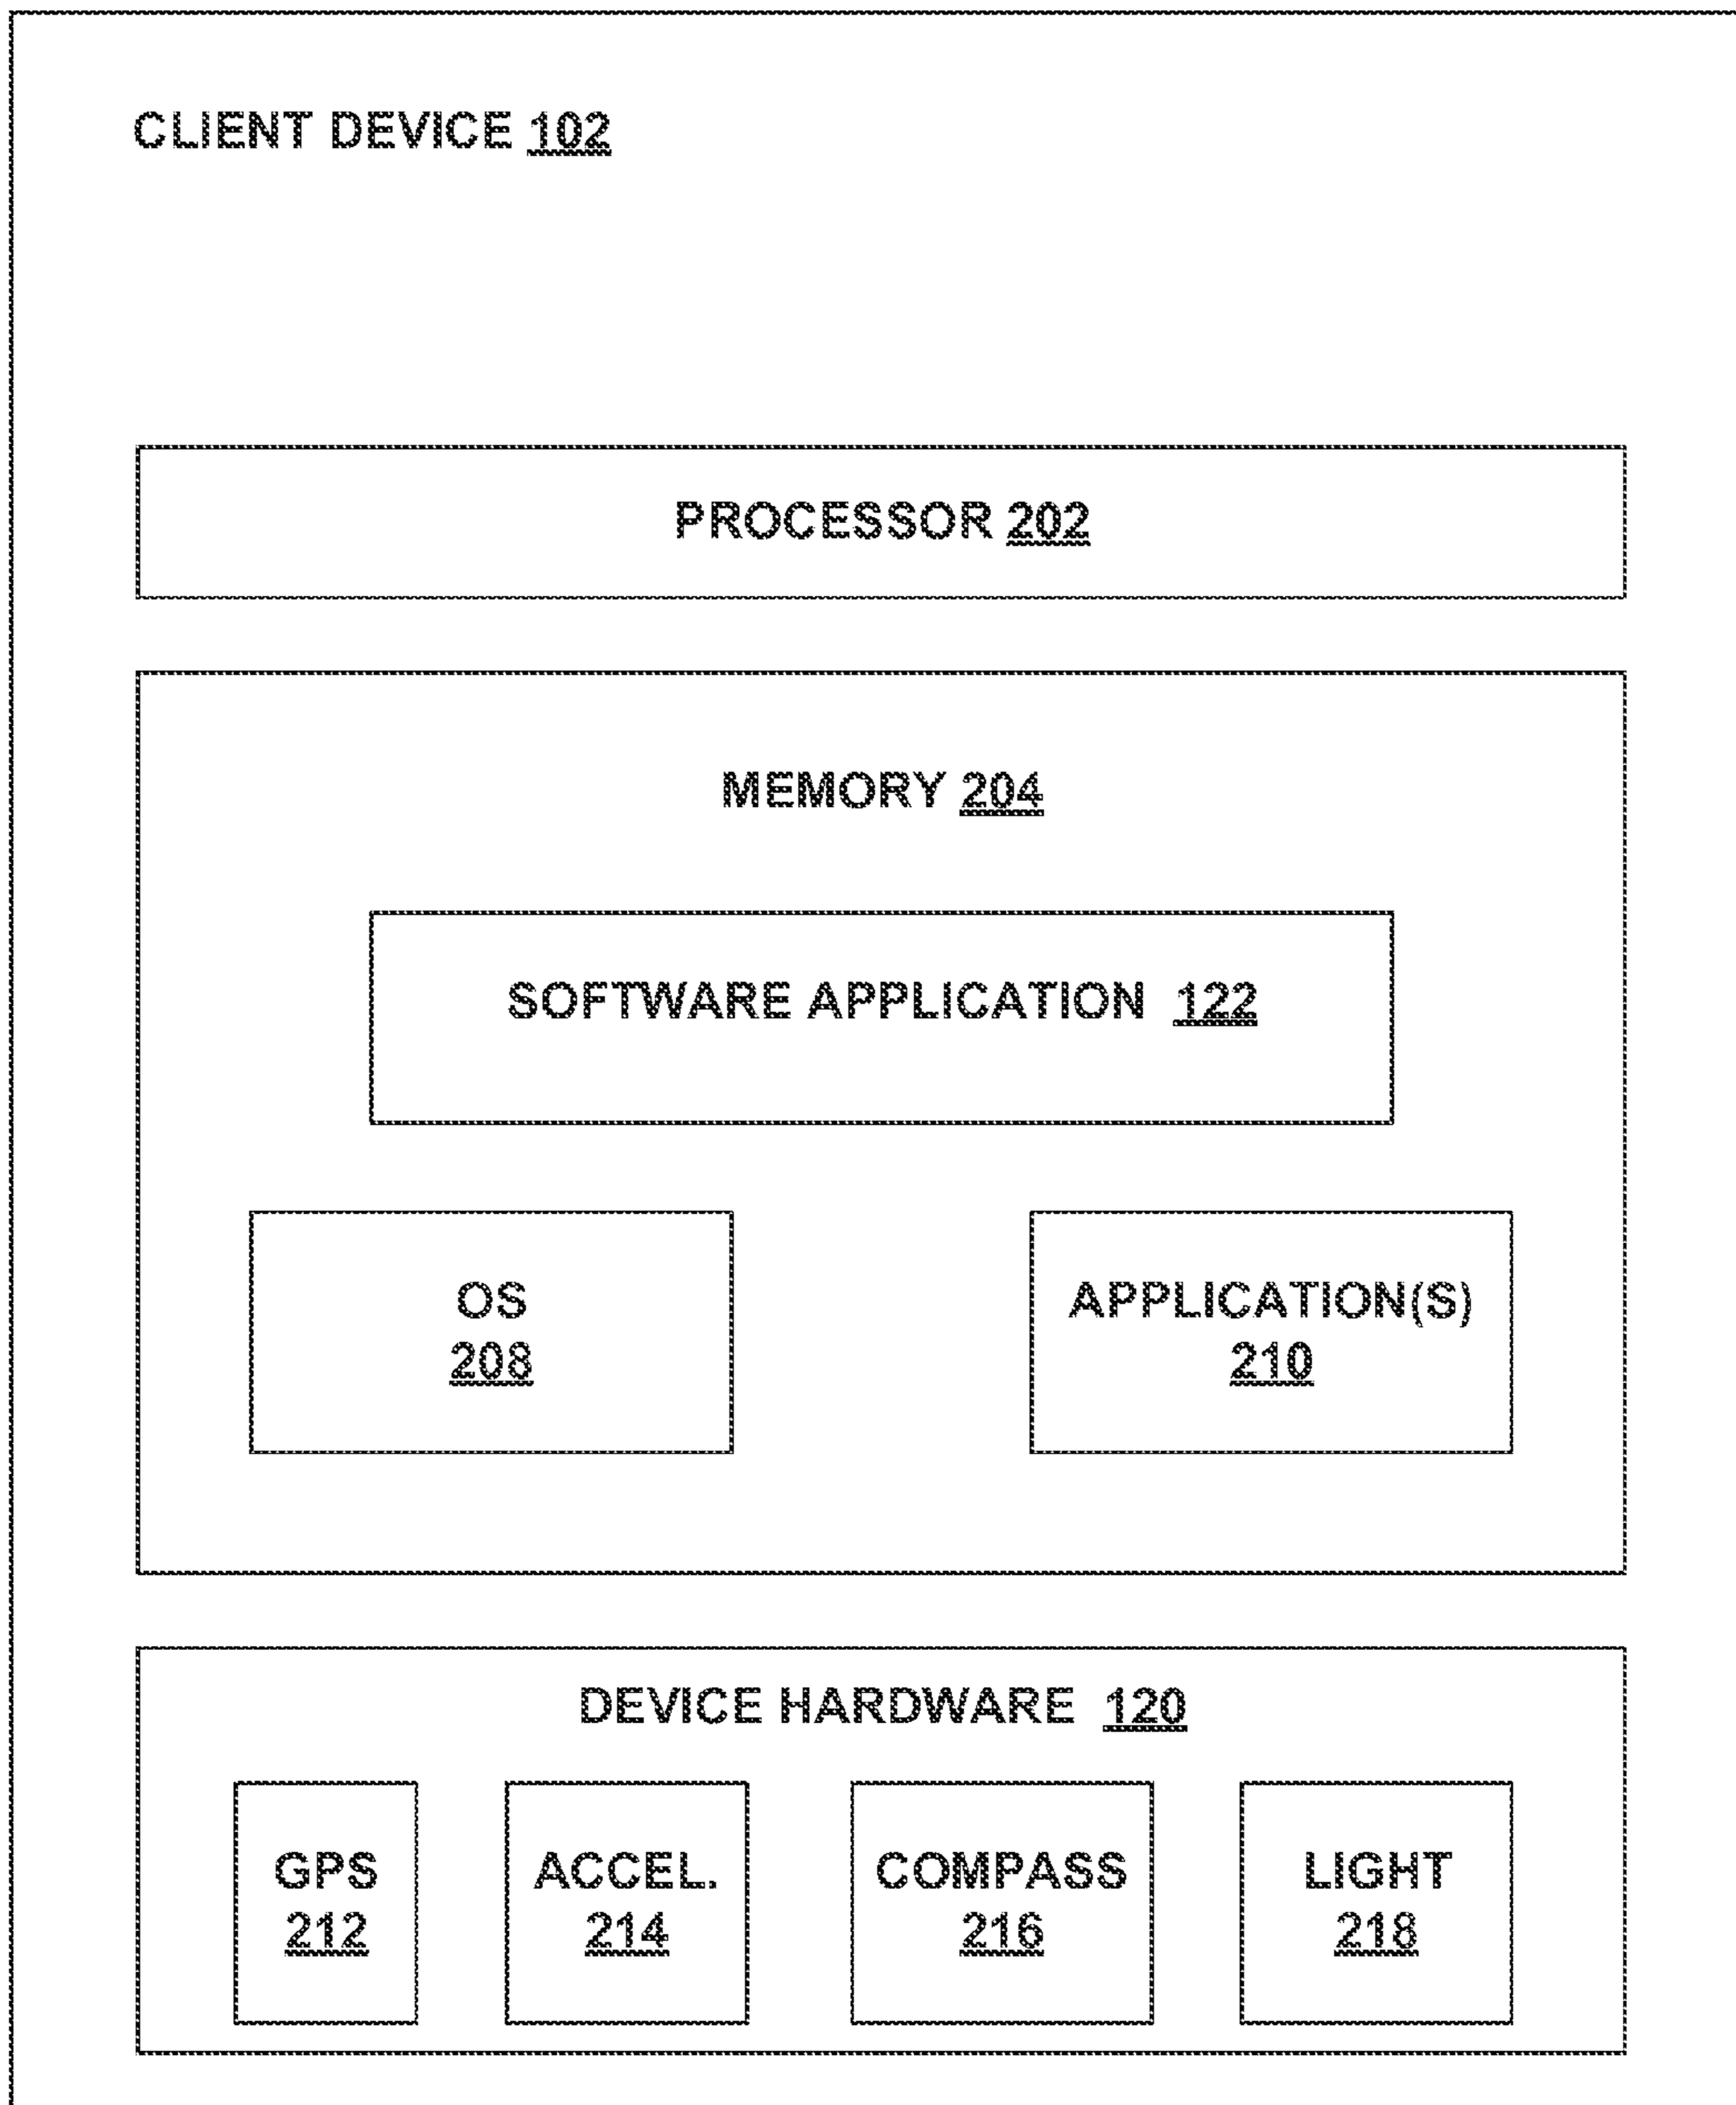 CLIENT DEVICE 102
PROCESSOR 202
MEMORY 204
SOFTWARE APPLICATION 122
OS
208
APPLICATION(S)
210
DEVICE HARDWARE 120
GPS
212
ACCEL.
214
COMPASS
216
LIGHT
218